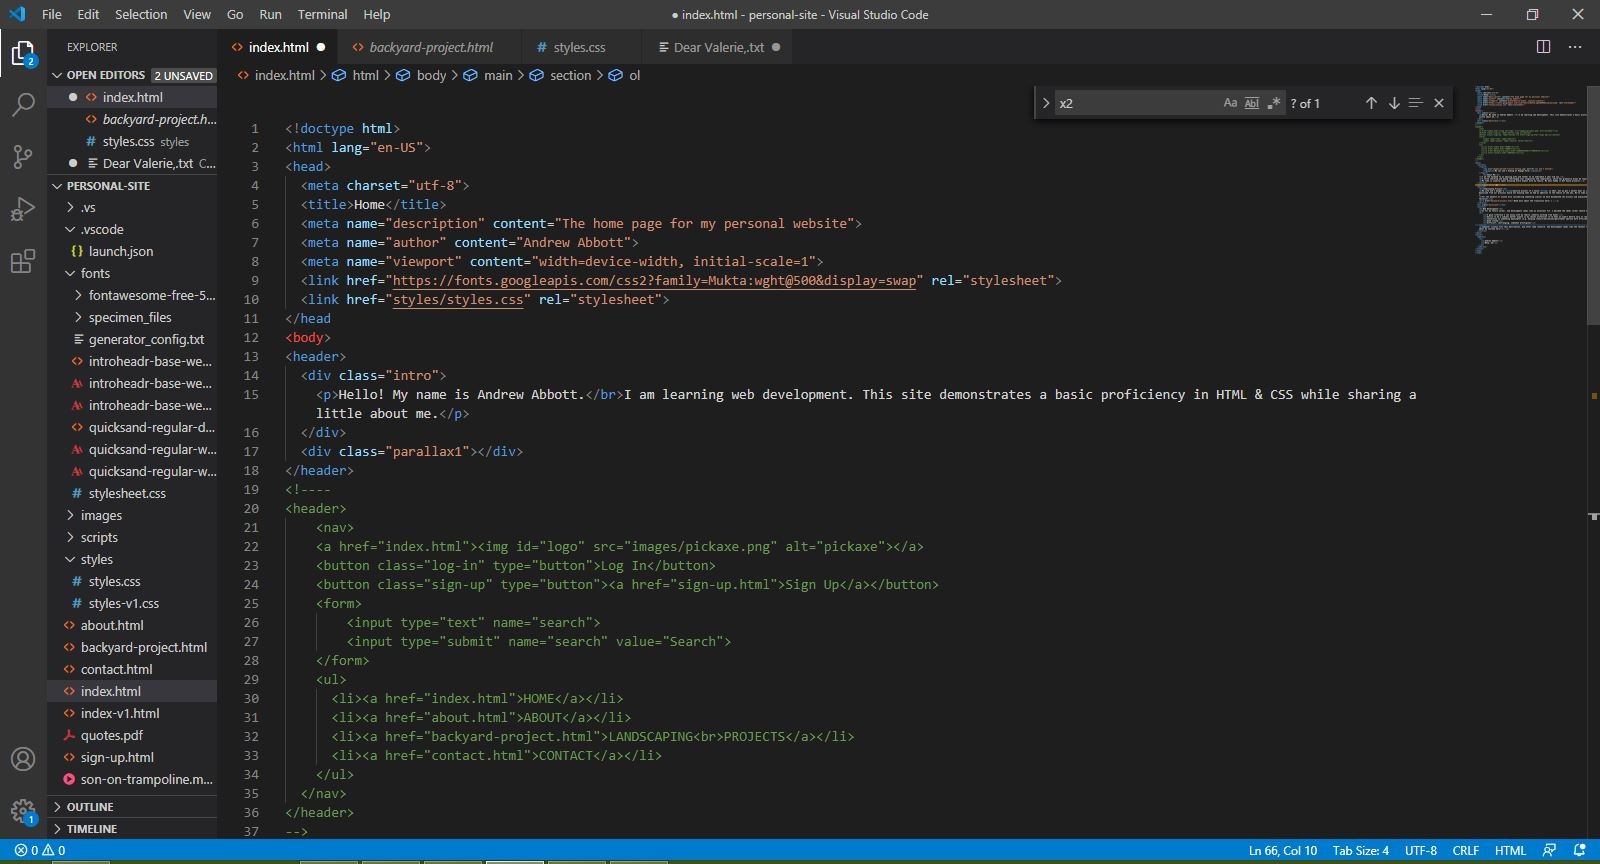 File Edit Selection View Go Run Terminal Help
● index.html - personal-site - Visual Studio Code
EXPLORER
OPEN EDITORS 2 UNSAVED
index.html
backyard-project.h...
styles.css styles
Dear Valerie,.txt C...
PERSONAL-SITE
.vs
.vscode
launch.json
fonts
fontawesome-free-5...
specimen_files
generator_config.txt
introheadr-base-we...
introheadr-base-we...
introheadr-base-we...
quicksand-regular-d...
quicksand-regular-w...
quicksand-regular-w...
stylesheet.css
images
scripts
styles
styles.css
styles-v1.css
about.html
backyard-project.html
contact.html
index.html
index-v1.html
quotes.pdf
sign-up.html
son-on-trampoline.m...
OUTLINE
TIMELINE
2
1
index.html ● backyard-project.html styles.css Dear Valerie,.txt ●
index.html > html > body > main > section > ol
x2 Aa Abl .* ? of 1
1 <!doctype html>
2 <html lang="en-US">
3 <head>
4 <meta charset="utf-8">
5 <title>Home</title>
6 <meta name="description" content="The home page for my personal website">
7 <meta name="author" content="Andrew Abbott">
8 <meta name="viewport" content="width=device-width, initial-scale=1">
9 <link href="https://fonts.googleapis.com/css2?family=Mukta:wght@500&display=swap" rel="stylesheet">
10 <link href="styles/styles.css" rel="stylesheet">
11 </head
12 <body>
13 <header>
14 <div class="intro">
15 <p>Hello! My name is Andrew Abbott.</br>I am learning web development. This site demonstrates a basic proficiency in HTML & CSS while sharing a
little about me.</p>
16 </div>
17 <div class="parallax1"></div>
18 </header>
19 <!----
20 <header>
21 <nav>
22 <a href="index.html"><img id="logo" src="images/pickaxe.png" alt="pickaxe"></a>
23 <button class="log-in" type="button">Log In</button>
24 <button class="sign-up" type="button"><a href="sign-up.html">Sign Up</a></button>
25 <form>
26 <input type="text" name="search">
27 <input type="submit" name="search" value="Search">
28 </form>
29 <ul>
30 <li><a href="index.html">HOME</a></li>
31 <li><a href="about.html">ABOUT</a></li>
32 <li><a href="backyard-project.html">LANDSCAPING<br>PROJECTS</a></li>
33 <li><a href="contact.html">CONTACT</a></li>
34 </ul>
35 </nav>
36 </header>
37 -->
0 0 Ln 66, Col 10 Tab Size: 4 UTF-8 CRLF HTML